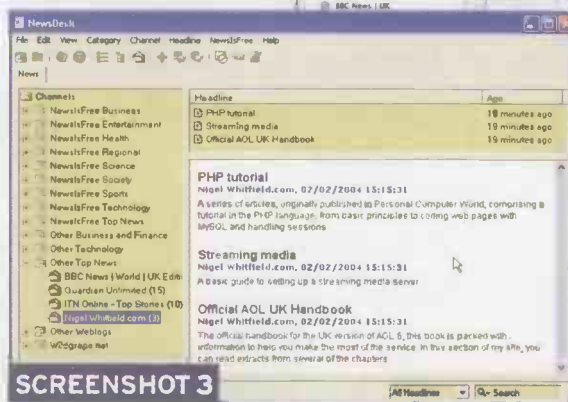 BBC News | UK
NewsDesk
File Edit View Category Channel Headline NewsIsFree Help
News
Channels
NewsIsFree Business
NewsIsFree Entertainment
NewsIsFree Health
NewsIsFree Regional
NewsIsFree Science
NewsIsFree Society
NewsIsFree Sports
NewsIsFree Technology
NewsIsFree Top News
Other Business and Finance
Other Technology
Other Top News
BBC News | World | UK Editi
Guardian Unlimited (15)
ITN Online - Top Stories (10)
Nigel Whitfield.com (3)
Other Weblogs
W2dgrape net
Headline Ago
PHP tutorial 19 minutes ago
Streaming media 19 minutes ago
Official AOL UK Handbook 19 minutes ago
PHP tutorial
Nigel Whitfield.com, 02/02/2004 15:15:31
A series of articles, originally published in Personal Computer World, comprising a
tutorial in the PHP language, from basic principles to coding web pages with
MySQL and handling sessions
Streaming media
Nigel Whitfield.com, 02/02/2004 15:15:31
A basic guide to setting up a streaming media server
Official AOL UK Handbook
Nigel Whitfield.com, 02/02/2004 15:15:31
The official handbook for the UK version of AOL 6, this book is packed with
information to help you make the most of the service. In this section of my site, you
can read extracts from several of the chapters
All Headlines Search
SCREENSHOT 3